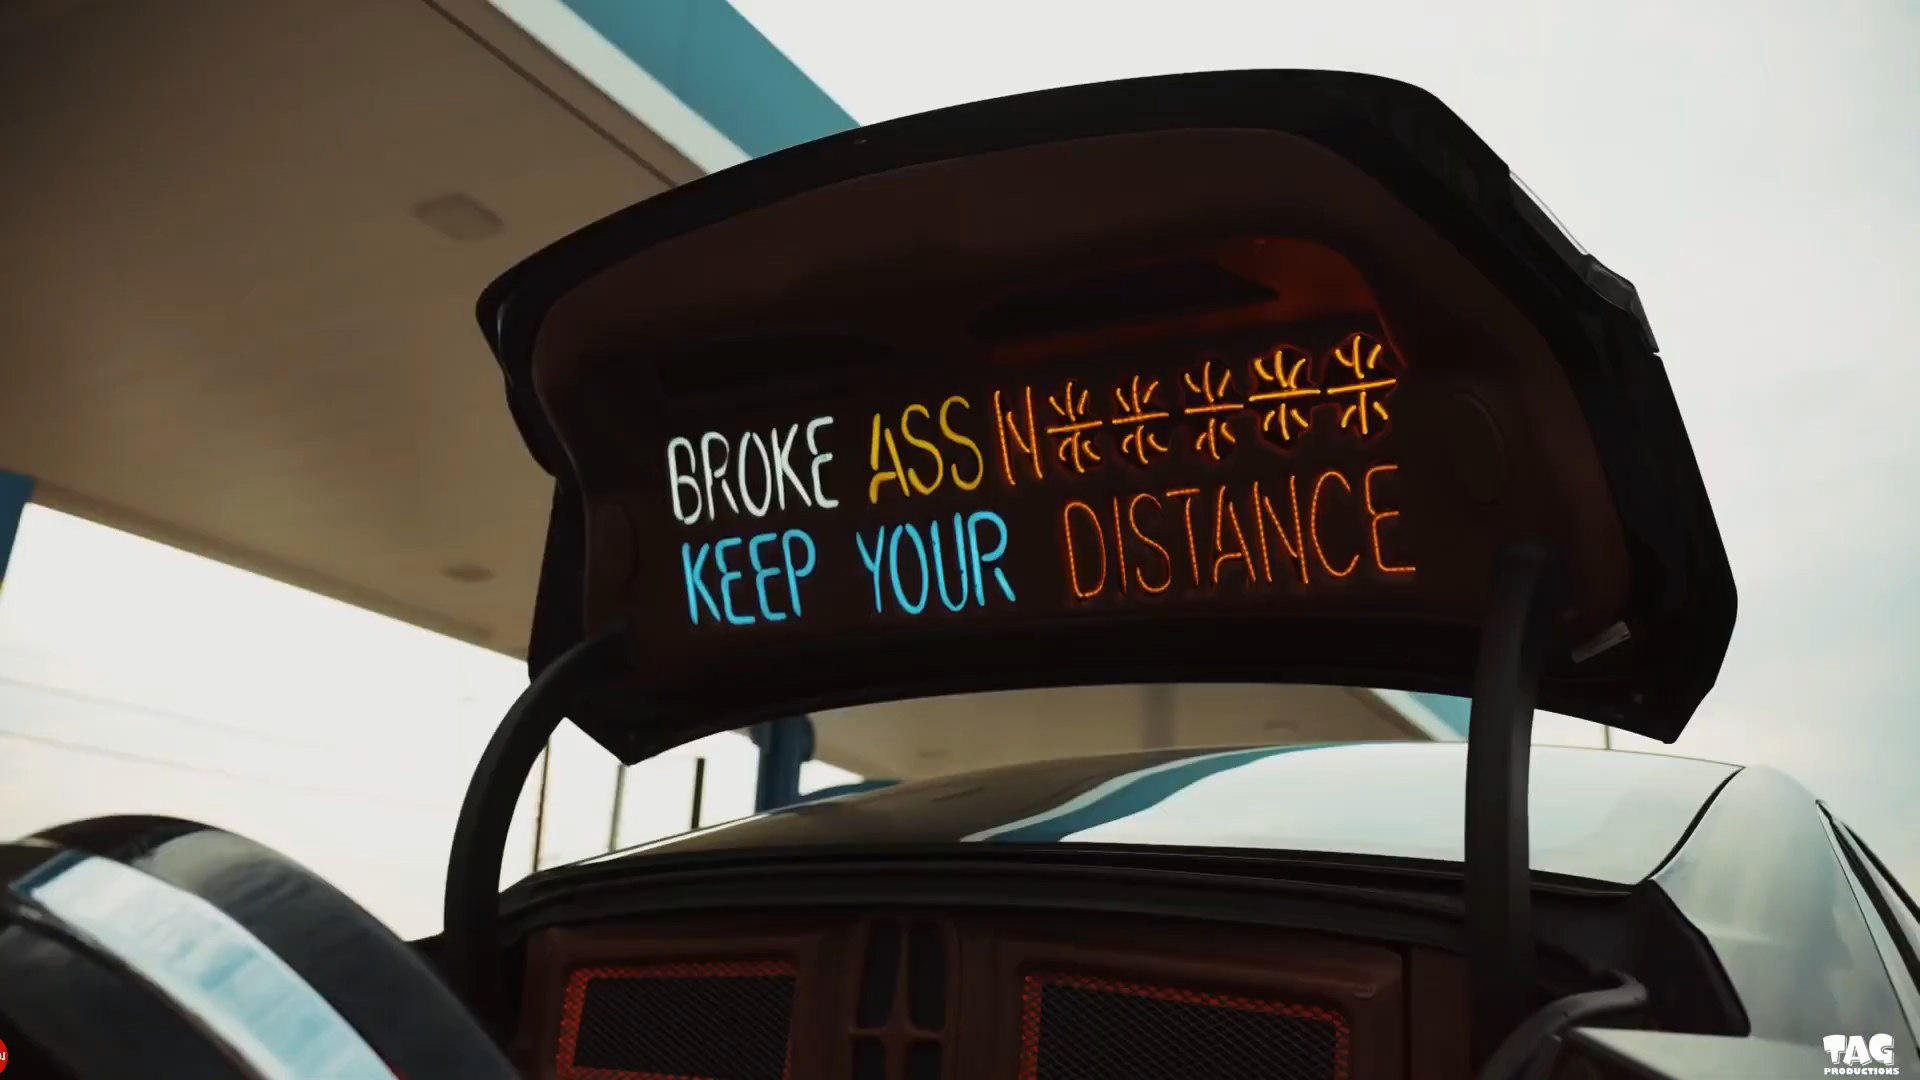 BROKE ASS N*****
KEEP YOUR DISTANCE
TAG
PRODUCTIONS